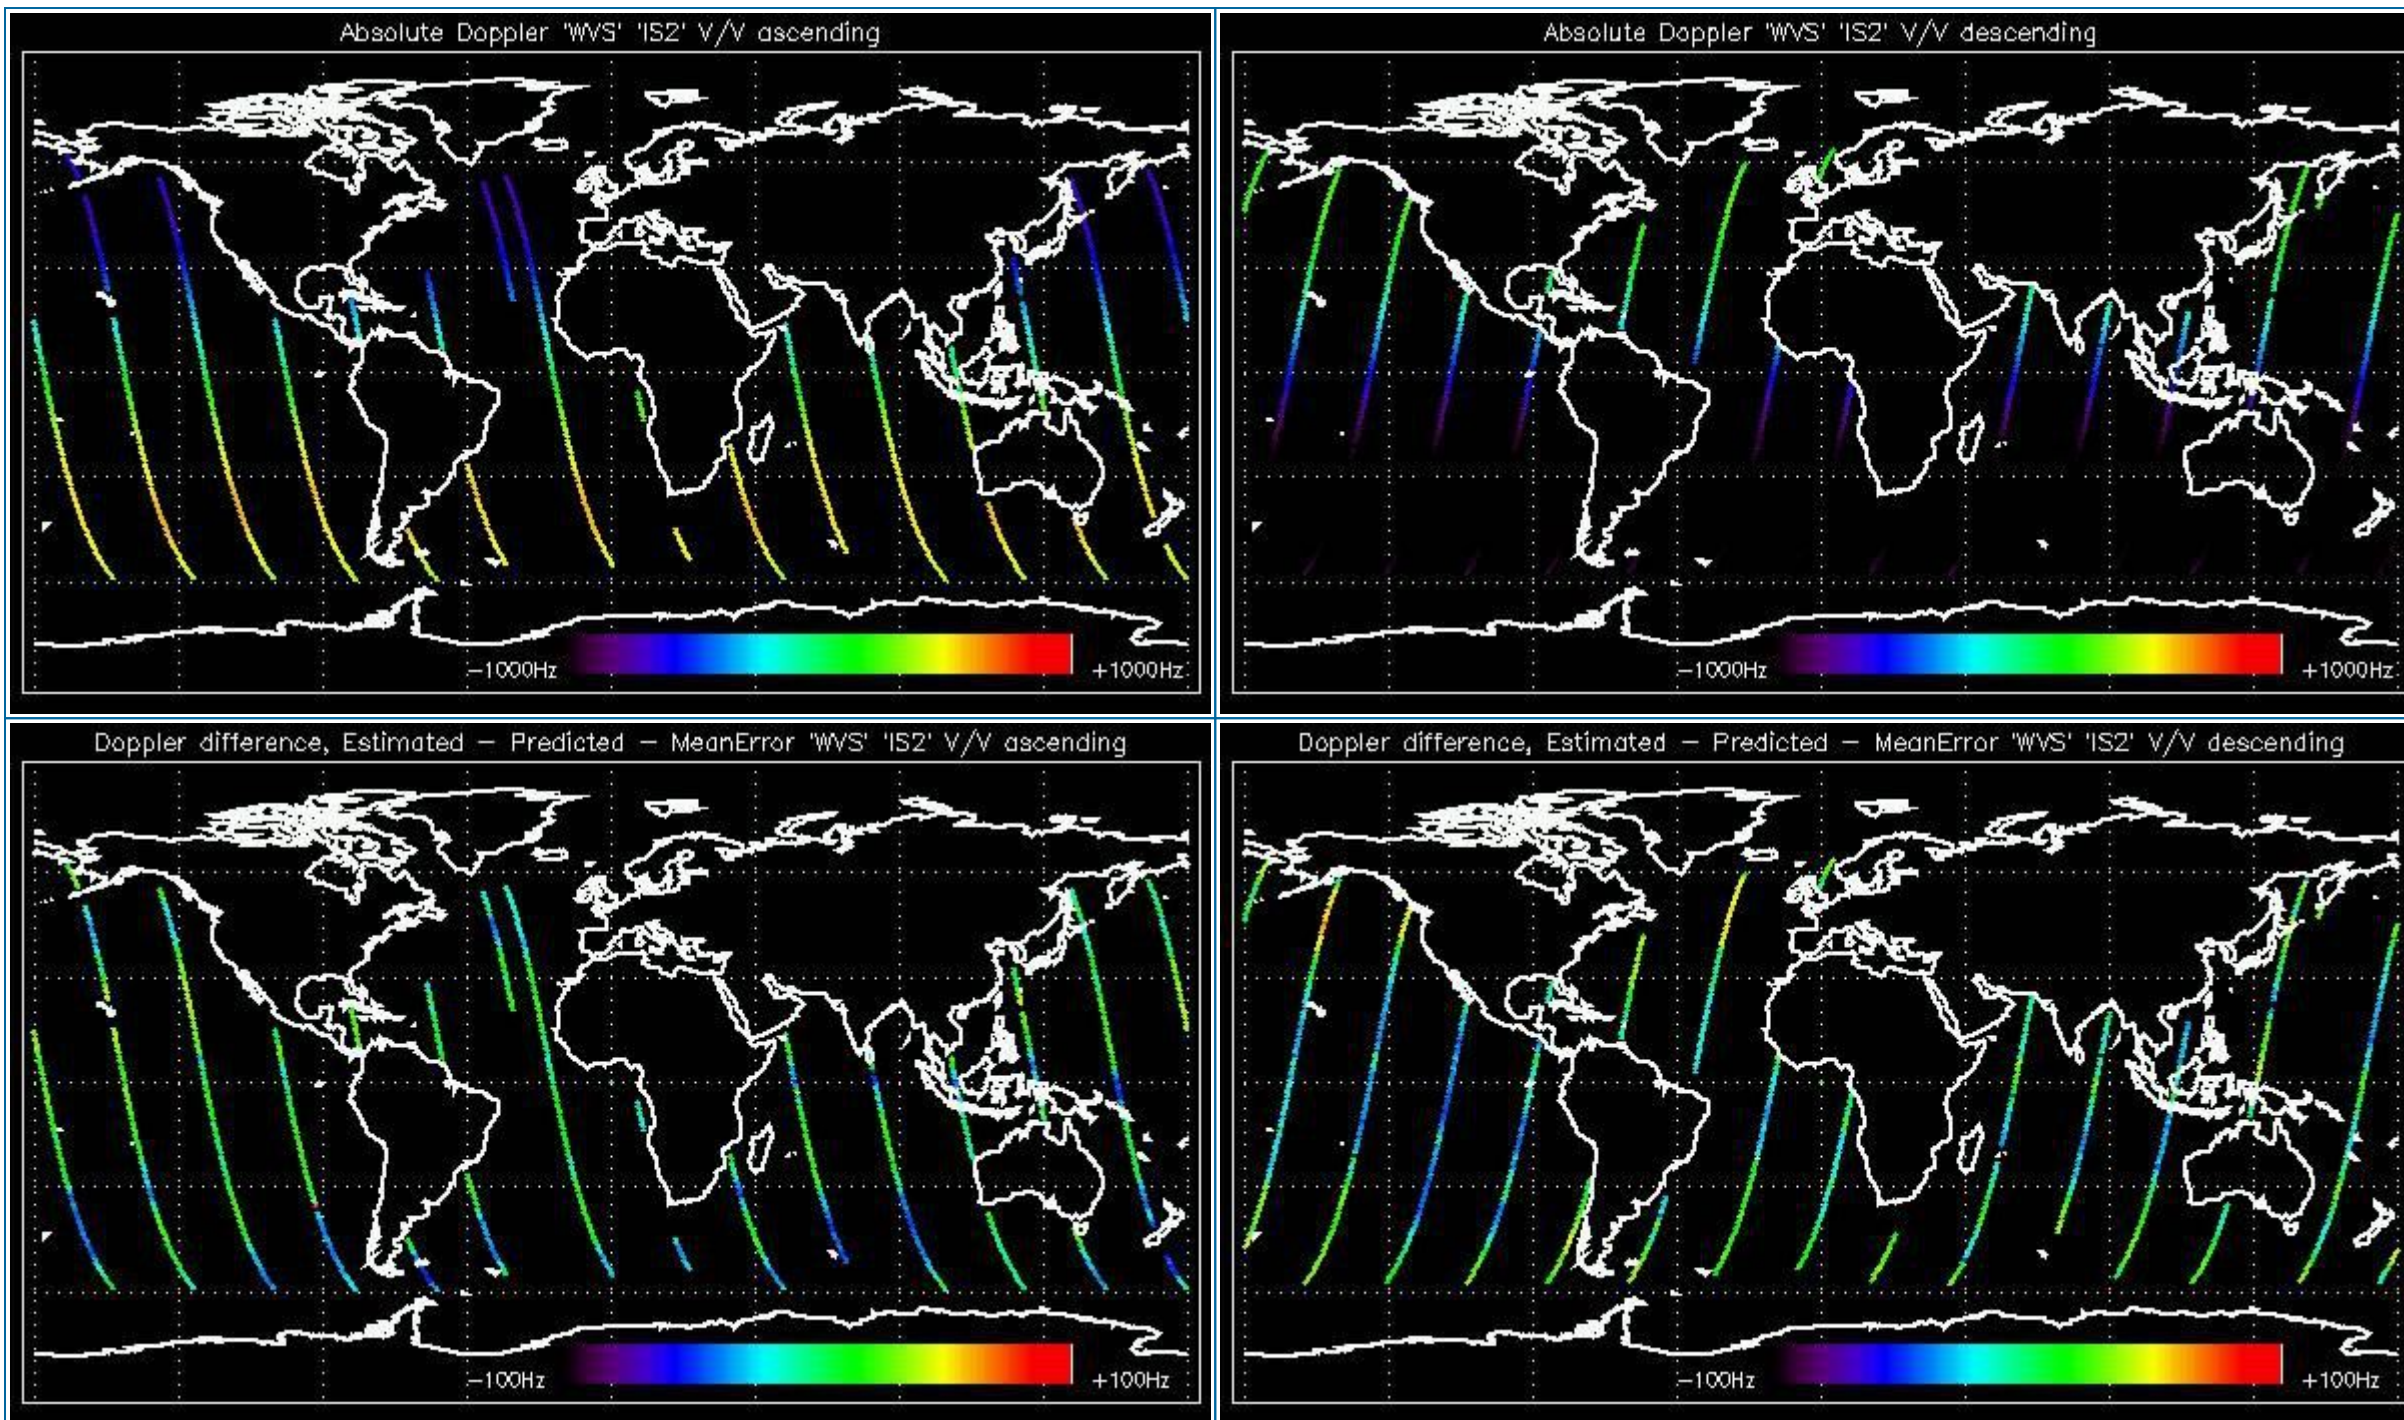 Absolute Doppler 'WVS' 'IS2' V/V ascending
-1000Hz +1000Hz
Absolute Doppler 'WVS' 'IS2' V/V descending
-1000Hz +1000Hz
Doppler difference, Estimated - Predicted - MeanError 'WVS' 'IS2' V/V ascending
-100Hz +100Hz
Doppler difference, Estimated - Predicted - MeanError 'WVS' 'IS2' V/V descending
-100Hz +100Hz